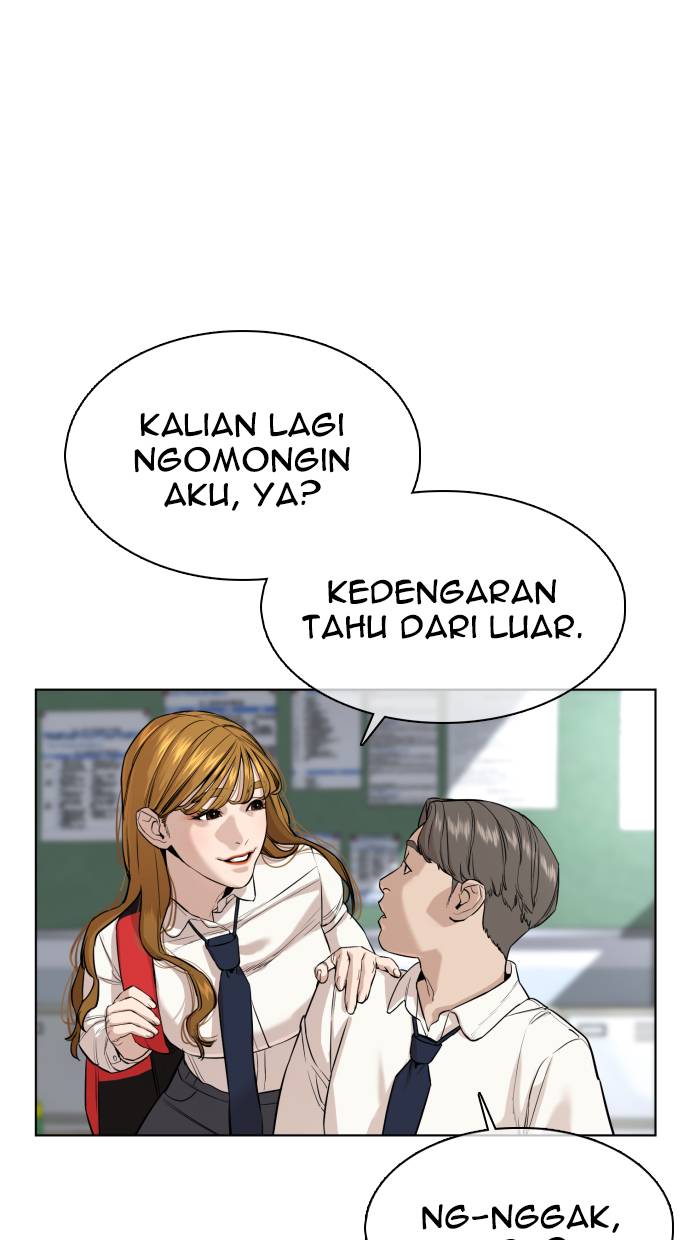 KALIAN LAGI
NGOMONGIN
AKU, YA?
KEDENGARAN
TAHU DARI LUAR.
NG-NGGAK,